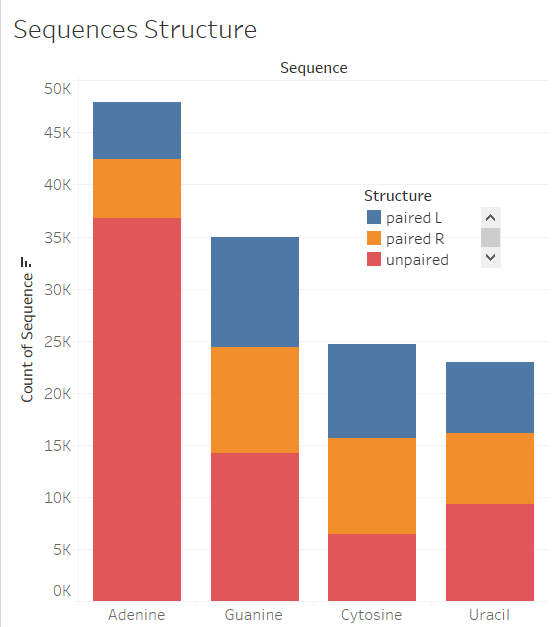 Sequences Structure
Sequence
50K
45K
40K
35K
30K
25K
20K
15K
10K
5K
0K
Count of Sequence
Structure
paired L
paired R
unpaired
Adenine Guanine Cytosine Uracil